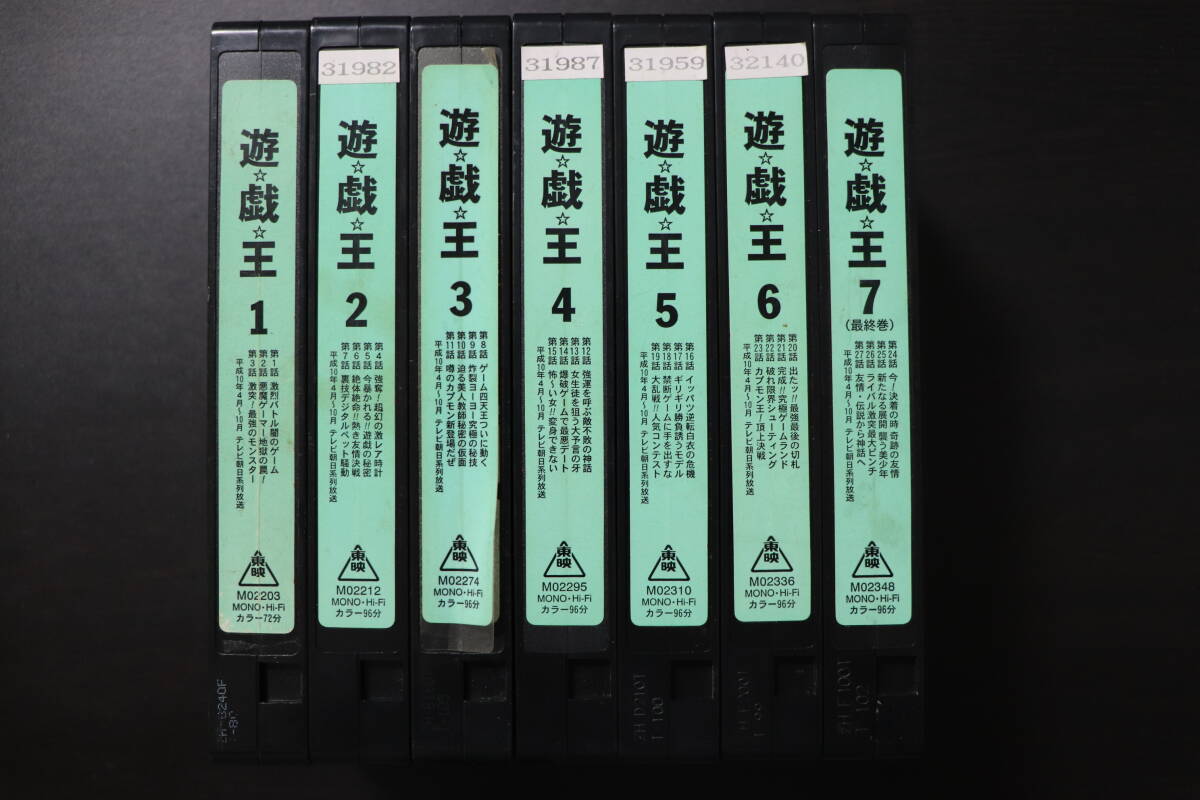 遊☆戯☆王
1
第1話 激烈バトル闇のゲーム
第2話 悪魔ゲーマー地獄の罠!
第3話 激突!最強のモンスター
平成10年4月~10月 テレビ朝日系列放送
東映
M02203
MONO・Hi-Fi
カラー72分
31982
遊☆戯☆王
2
第4話 強奪!超幻の激レア時計
第5話 今暴かれる!!遊戯の秘密
第6話 絶体絶命!!熱き友情決戦
第7話 裏技デジタルペット騒動
平成10年4月~10月 テレビ朝日系列放送
東映
M02212
MONO・Hi-Fi
カラー96分
遊☆戯☆王
3
第8話 ゲーム四天王ついに動く
第9話 炸裂ヨーヨー究極の秘技
第10話 迫る美人教師秘密の仮面
第11話 噂のカプモン新登場だぜ
平成10年4月~10月 テレビ朝日系列放送
東映
M02274
MONO・Hi-Fi
カラー96分
31987
遊☆戯☆王
4
第12話 強運を呼ぶ敵不敗の神話
第13話 女生徒を狙う大予言の牙
第14話 爆破ゲームで最悪デート
第15話 怖~い女!!変身できない
平成10年4月~10月 テレビ朝日系列放送
東映
M02295
MONO・Hi-Fi
カラー96分
31959
遊☆戯☆王
5
第16話 イッパツ逆転白衣の危機
第17話 ギリギリ勝負誘うモデル
第18話 禁断ゲームに手を出すな
第19話 大乱戦!!人気コンテスト
平成10年4月~10月 テレビ朝日系列放送
東映
M02310
MONO・Hi-Fi
カラー96分
32140
遊☆戯☆王
6
第20話 出たッ!!最強最後の切札
第21話 完成!!究極ゲームランド
第22話 破れ限界シューティング
第23話 カプモン王!頂上決戦
平成10年4月~10月 テレビ朝日系列放送
東映
M02336
MONO・Hi-Fi
カラー96分
遊☆戯☆王
7
(最終巻)
第24話 今!決着の時 奇跡の友情
第25話 新たなる展開 襲う美少年
第26話 ライバル激突最大ピンチ
第27話 友情・伝説から神話へ
平成10年4月~10月 テレビ朝日系列放送
東映
M02348
MONO・Hi-Fi
カラー96分